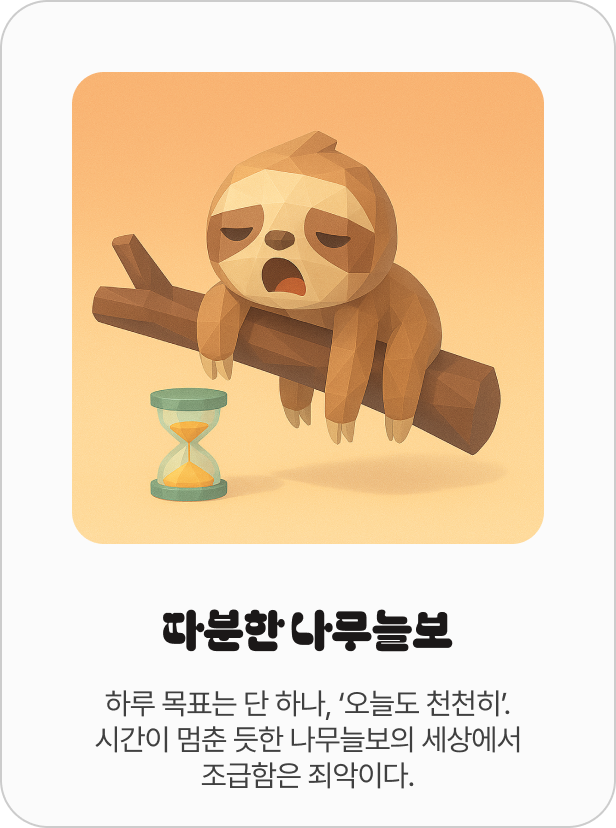 따분한 나무늘보
하루 목표는 단 하나, ‘오늘도 천천히’.
시간이 멈춘 듯한 나무늘보의 세상에서
조급함은 죄악이다.